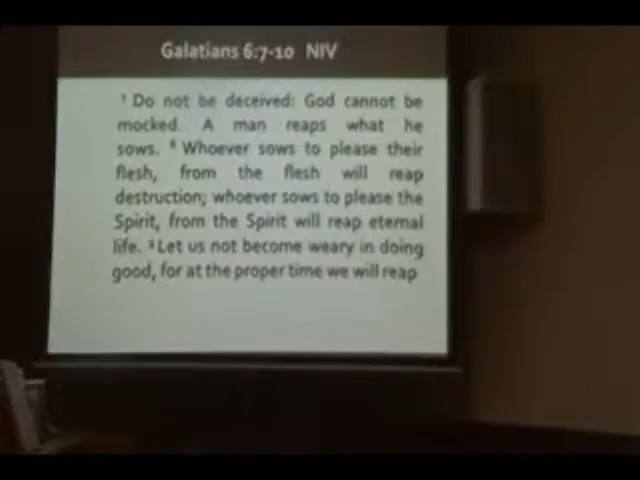 Galatians 6:7-10 NIV
7 Do not be deceived: God cannot be
mocked. A man reaps what he
sows. 8 Whoever sows to please their
flesh, from the flesh will reap
destruction; whoever sows to please the
Spirit, from the Spirit will reap eternal
life. 9 Let us not become weary in doing
good, for at the proper time we will reap